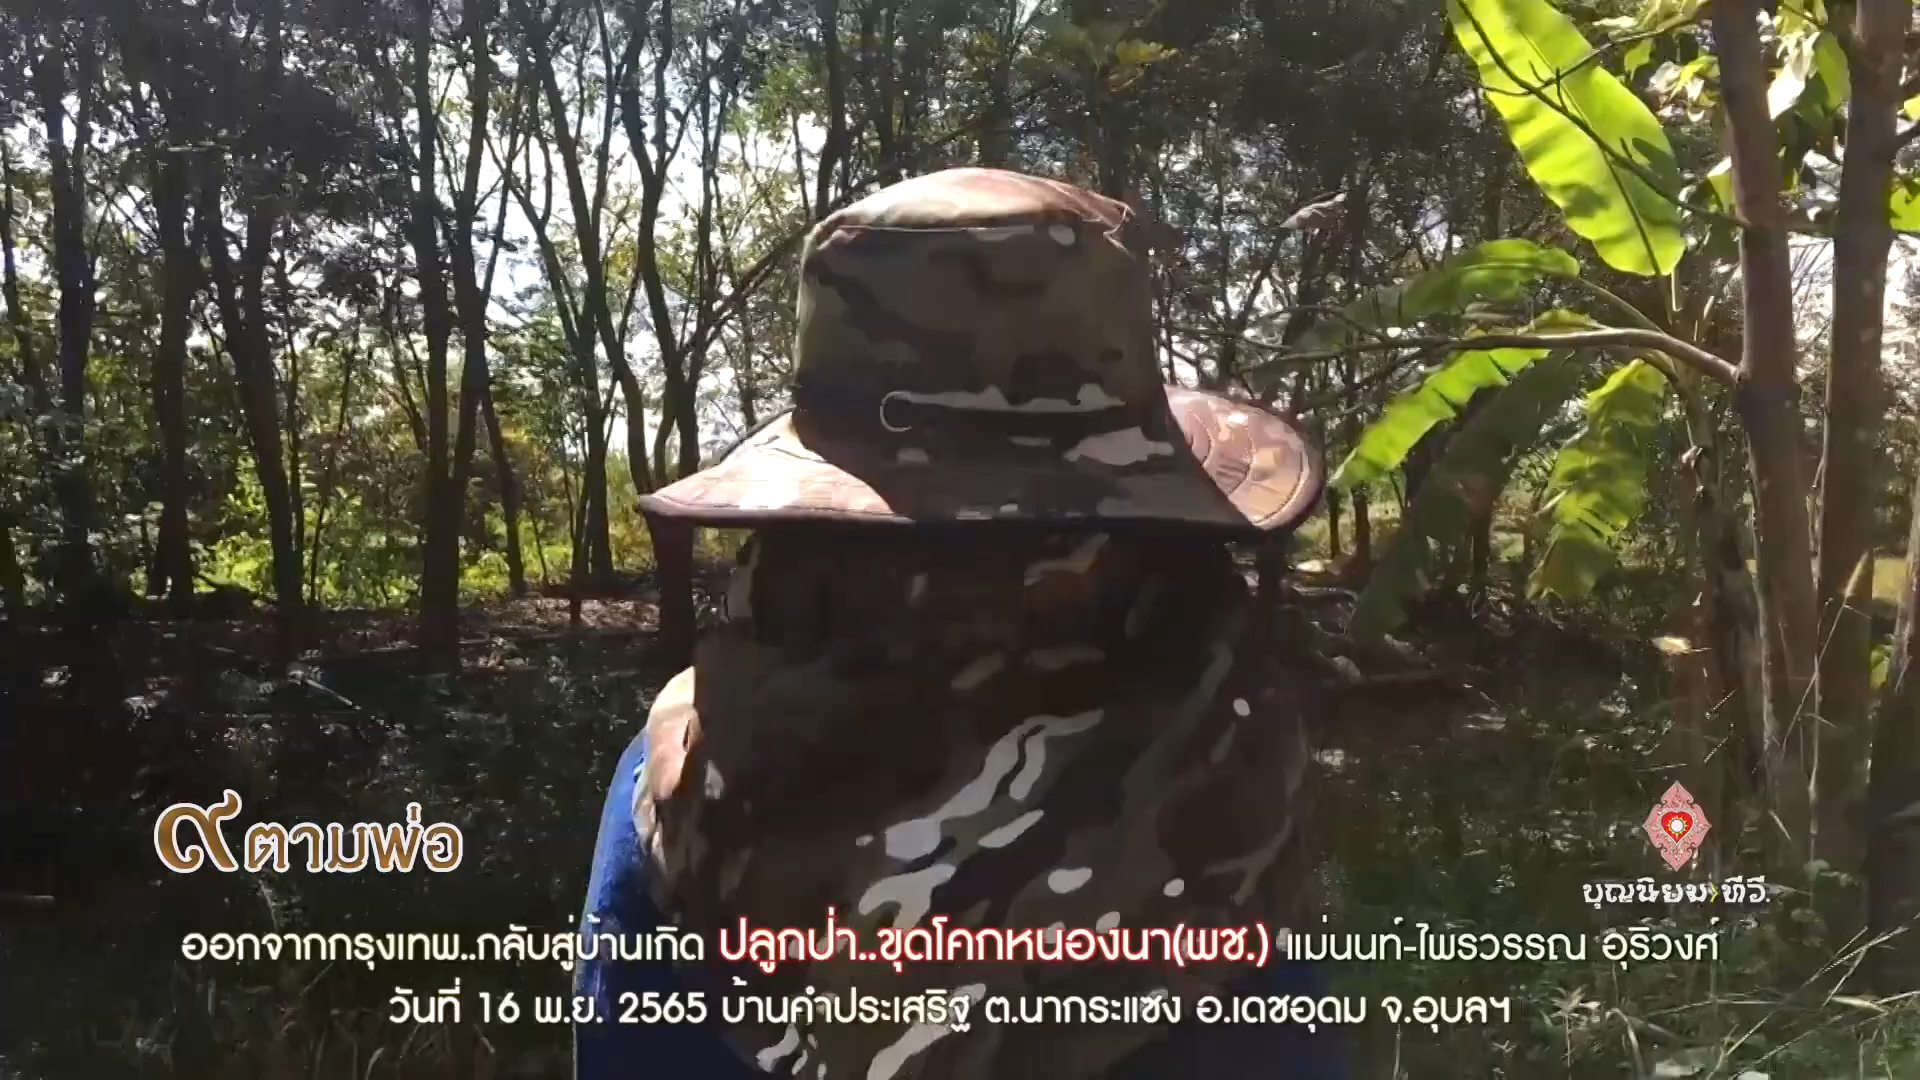 ๙ตามพ่อ
บุญนิยมทีวี
ออกจากกรุงเทพ..กลับสู่บ้านเกิด ปลูกป่า..ขุดโคกหนองนา(พช.) แม่นนท์-ไพรวรรณ อุริวงศ์
วันที่ 16 พ.ย. 2565 บ้านคำประเสริฐ ต.นากระแซง อ.เดชอุดม จ.อุบลฯ